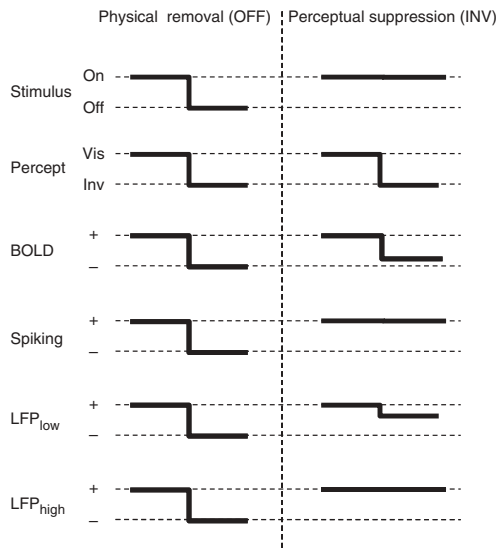 Physical removal (OFF) Perceptual suppression (INV)
Stimulus
On
Off
Percept
Vis
Inv
BOLD
+
–
Spiking
+
–
LFPlow
+
–
LFPhigh
+
–